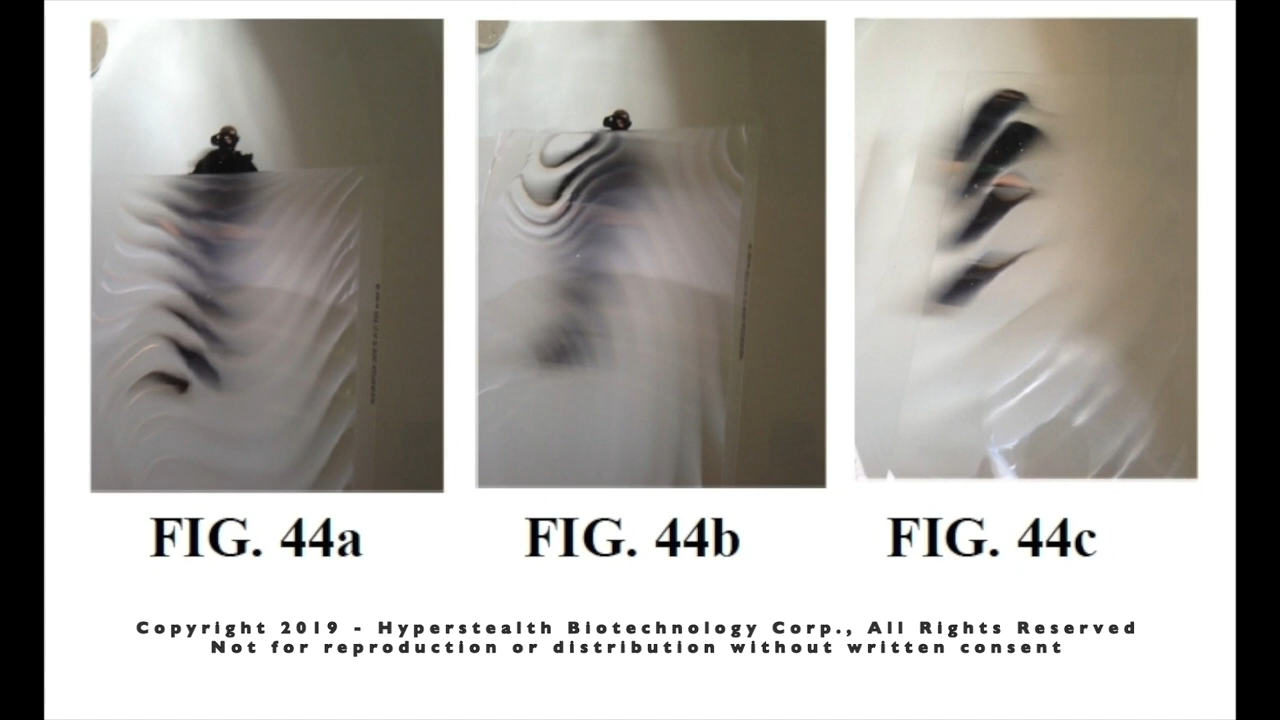 FIG. 44a
FIG. 44b
FIG. 44c
Copyright 2019 - Hyperstealth Biotechnology Corp., All Rights Reserved
Not for reproduction or distribution without written consent